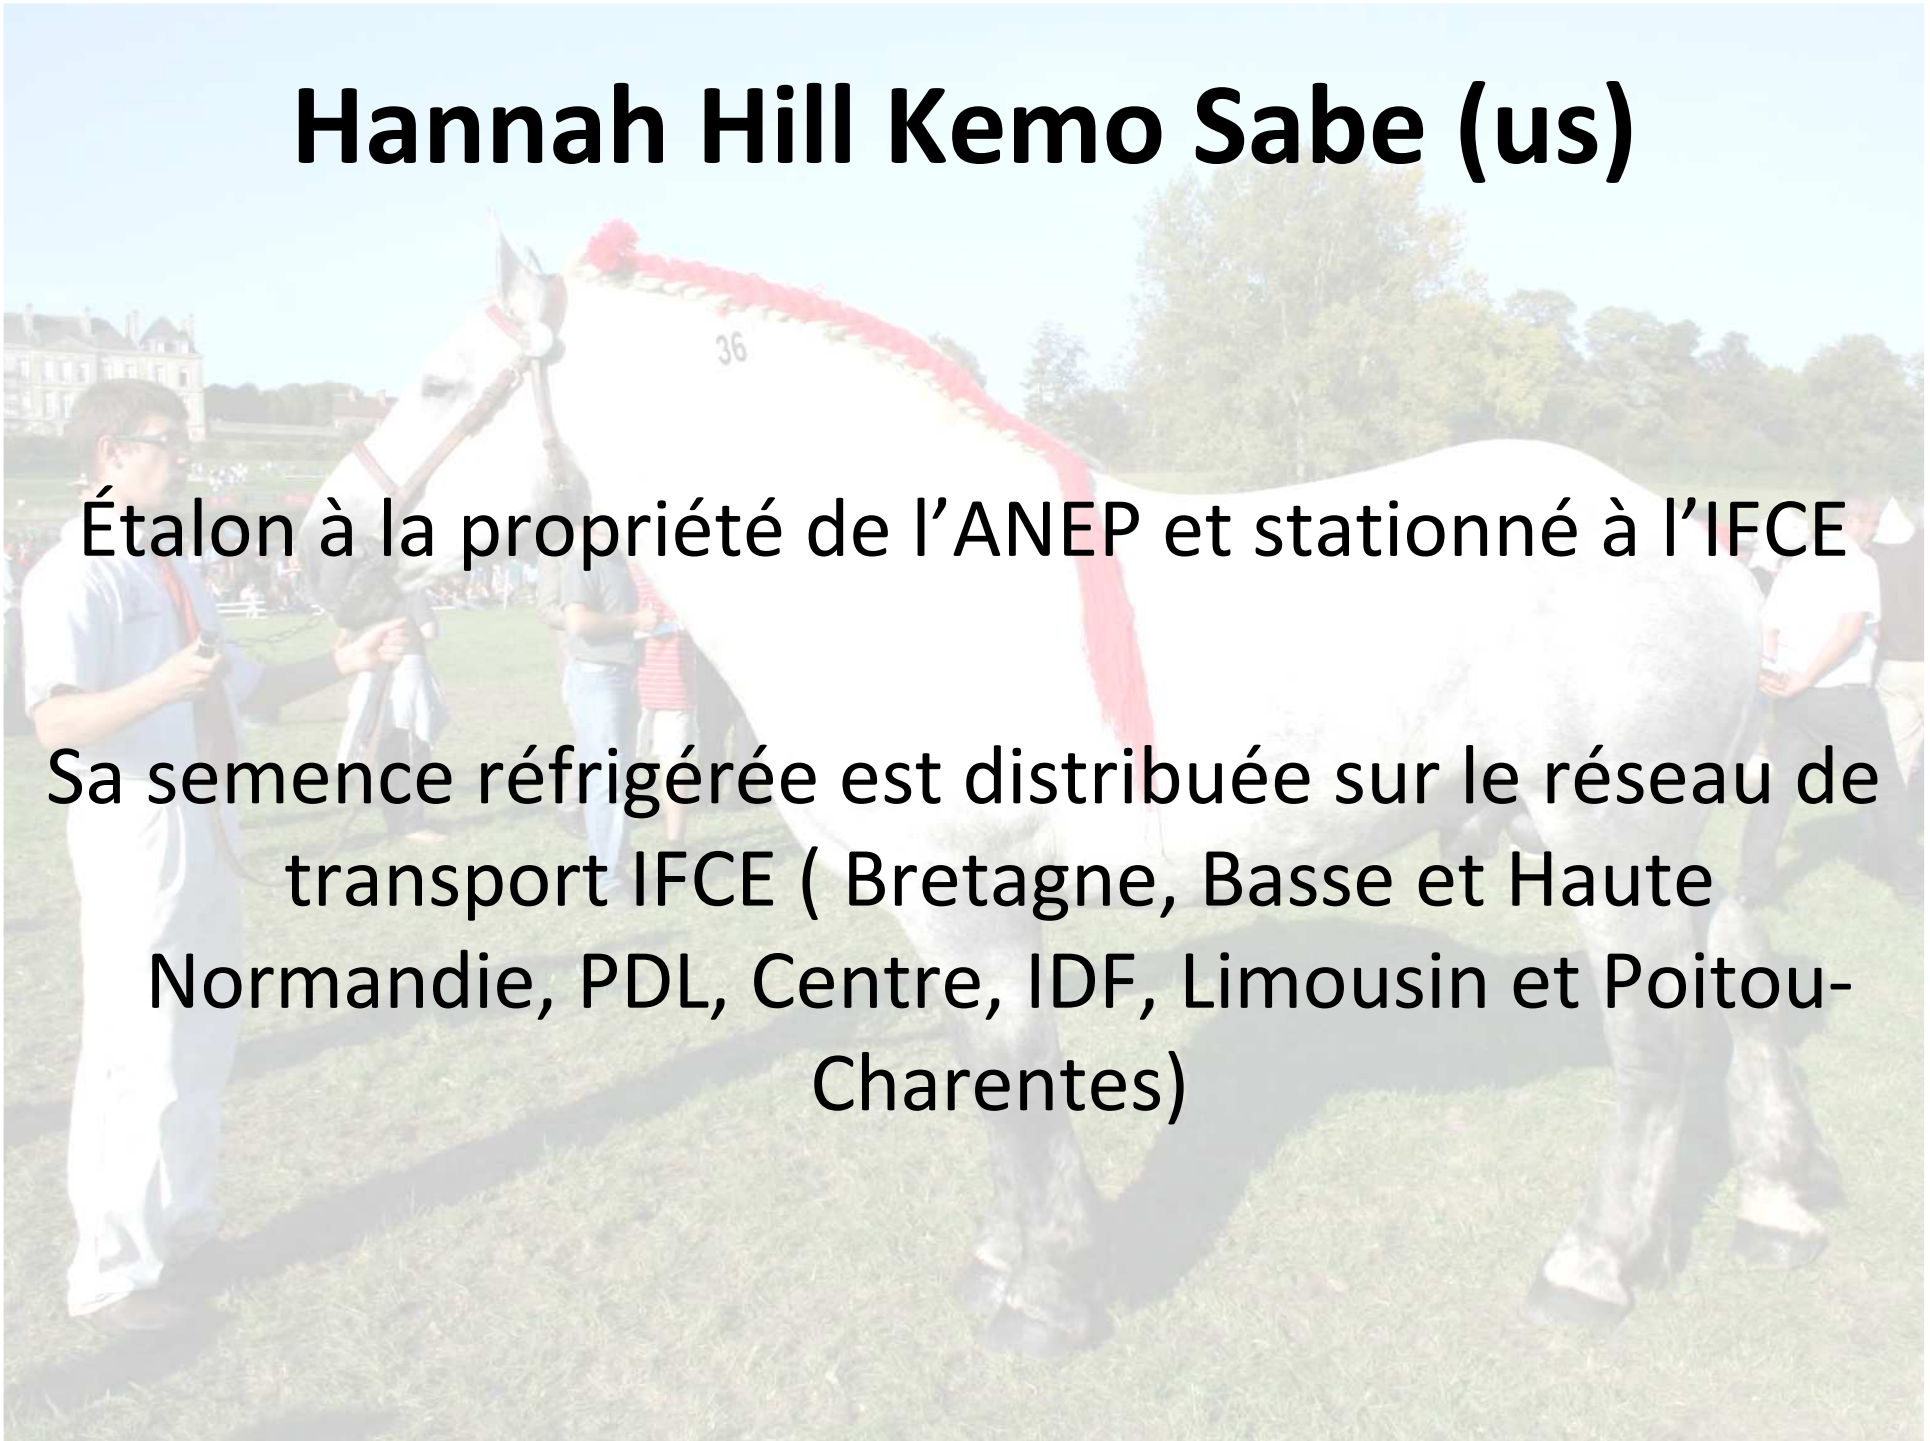 Hannah Hill Kemo Sabe (us)
36
Étalon à la propriété de l’ANEP et stationné à l’IFCE
Sa semence réfrigérée est distribuée sur le réseau de
transport IFCE ( Bretagne, Basse et Haute
Normandie, PDL, Centre, IDF, Limousin et Poitou-
Charentes)